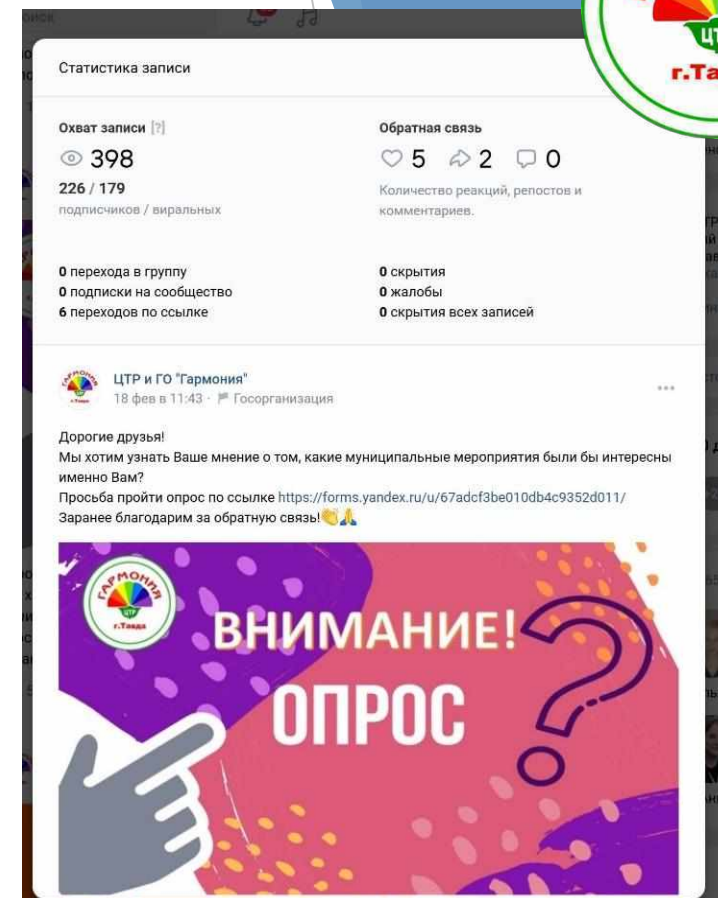 ЦТР
г.Та
Статистика записи
Охват записи [?]
398
226 / 179
подписчиков / виральных
Обратная связь
5 2 0
Количество реакций, репостов и
комментариев.
0 перехода в группу
0 подписки на сообщество
6 переходов по ссылке
0 скрытия
0 жалобы
0 скрытия всех записей
ГАРМОНИЯ
г.Тавда
ЦТР и ГО "Гармония"
18 фев в 11:43 · Госорганизация
Дорогие друзья!
Мы хотим узнать Ваше мнение о том, какие муниципальные мероприятия были бы интересны
именно Вам?
Просьба пройти опрос по ссылке https://forms.yandex.ru/u/67adcf3be010db4c9352d011/
Заранее благодарим за обратную связь!👏🙏
ГАРМОНИЯ
ЦТР
г.Тавда
ВНИМАНИЕ!
ОПРОС
?